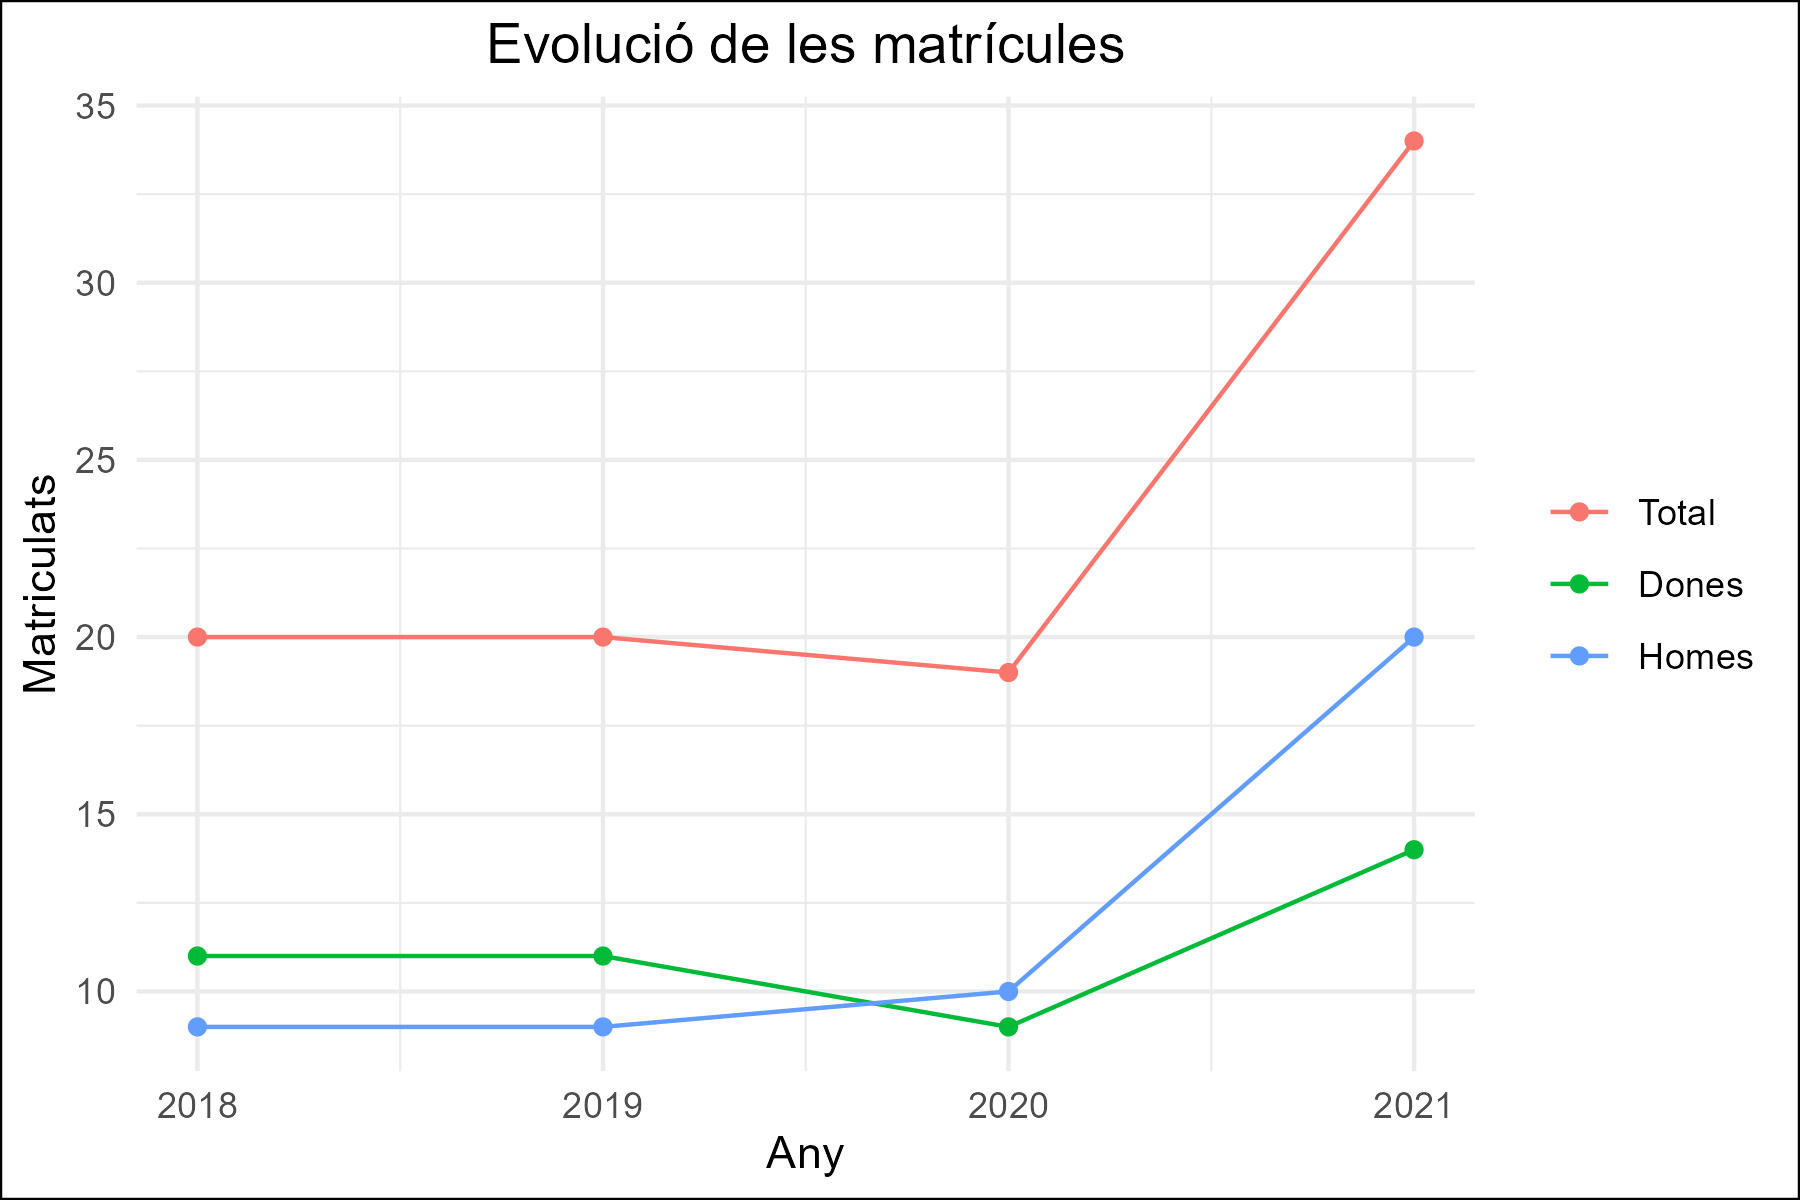 Evolució de les matrícules
35
30
25
20
15
10
Matriculats
2018
2019
2020
2021
Any
Total
Dones
Homes